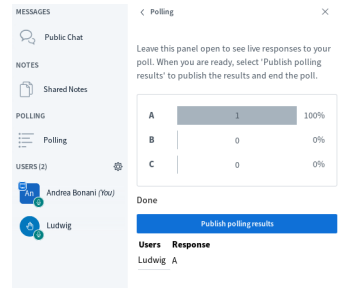 MESSAGES
Public Chat
NOTES
Shared Notes
POLLING
Polling
USERS (2)
An Andrea Bonani (You)
Ludwig
Polling
Leave this panel open to see live responses to your
poll. When you are ready, select 'Publish polling
results' to publish the results and end the poll.
A 1 100%
B 0 0%
C 0 0%
Done
Publish polling results
Users Response
Ludwig A